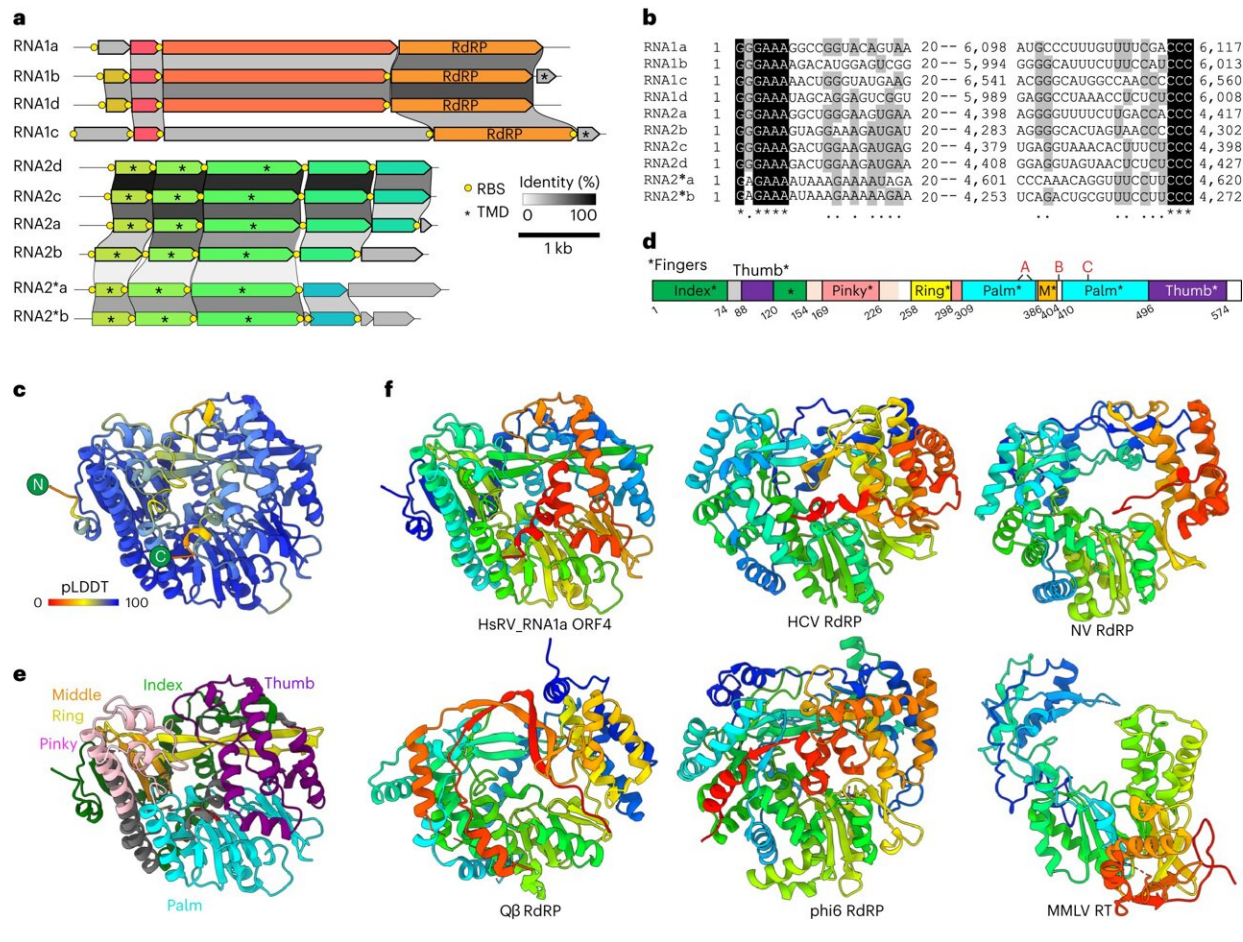 a
RNA1a RdRP
RNA1b RdRP *
RNA1d RdRP
RNA1c RdRP *
RNA2d * * *
RNA2c * * *
RNA2a * * *
RNA2b * * *
RNA2*a * * *
RNA2*b * * *
RBS
* TMD
Identity (%)
0 100
1 kb
b
RNA1a 1 GGGAAAGGCCGGUACAGUAA 20-- 6,098 AUGCCCUUUGUUUUCGACCC 6,117
RNA1b 1 GGGAAAAGACAUGGAGUCGG 20-- 5,994 GGGGCAUUUCUUUCCAUCCC 6,013
RNA1c 1 GGGAAAACUGGGUAUGAAG 20-- 6,541 ACGGCAUGGCCAACCCCCC 6,560
RNA1d 1 GGGAAAUAGCAGGAGUCGGU 20-- 5,989 GAGGCCUAAACCUCUCUCCC 6,008
RNA2a 1 GGGAAAGGCUGGGAAGUGAA 20-- 4,398 AGGGGUUUUCUUGACCACCC 4,417
RNA2b 1 GGGAAAGUAGGAAAGAUGAU 20-- 4,283 AAGGGCACUAGUAACCCCCC 4,302
RNA2c 1 GGGAAAGACUGGAAGAUGAG 20-- 4,379 UGAGGUAAACACUUUCUCCC 4,398
RNA2d 1 GGGAAAGACUGGAAGAUGAG 20-- 4,408 GGAGGUAGUAACUCUCUCCC 4,427
RNA2*a 1 GAGAAAAUAAAGAAAAUAGA 20-- 4,601 CCCAAACAGGUUUCCUUCCC 4,620
RNA2*b 1 GAGAAAAUAAAGAAAAAGAA 20-- 4,253 UCAGACUGCGUUUCCUUCCC 4,272
d
*Fingers
Thumb*
A B C
Index* * Pinky* Ring* Palm* M* Palm* Thumb*
1 74 88 120 154 169 226 258 298 309 386 404 410 496 574
c
N
C
pLDDT
0 100
f
HsRV_RNA1a ORF4
HCV RdRP
NV RdRP
e
Middle
Index
Thumb
Ring
Pinky
Palm
Qβ RdRP
phi6 RdRP
MMLV RT